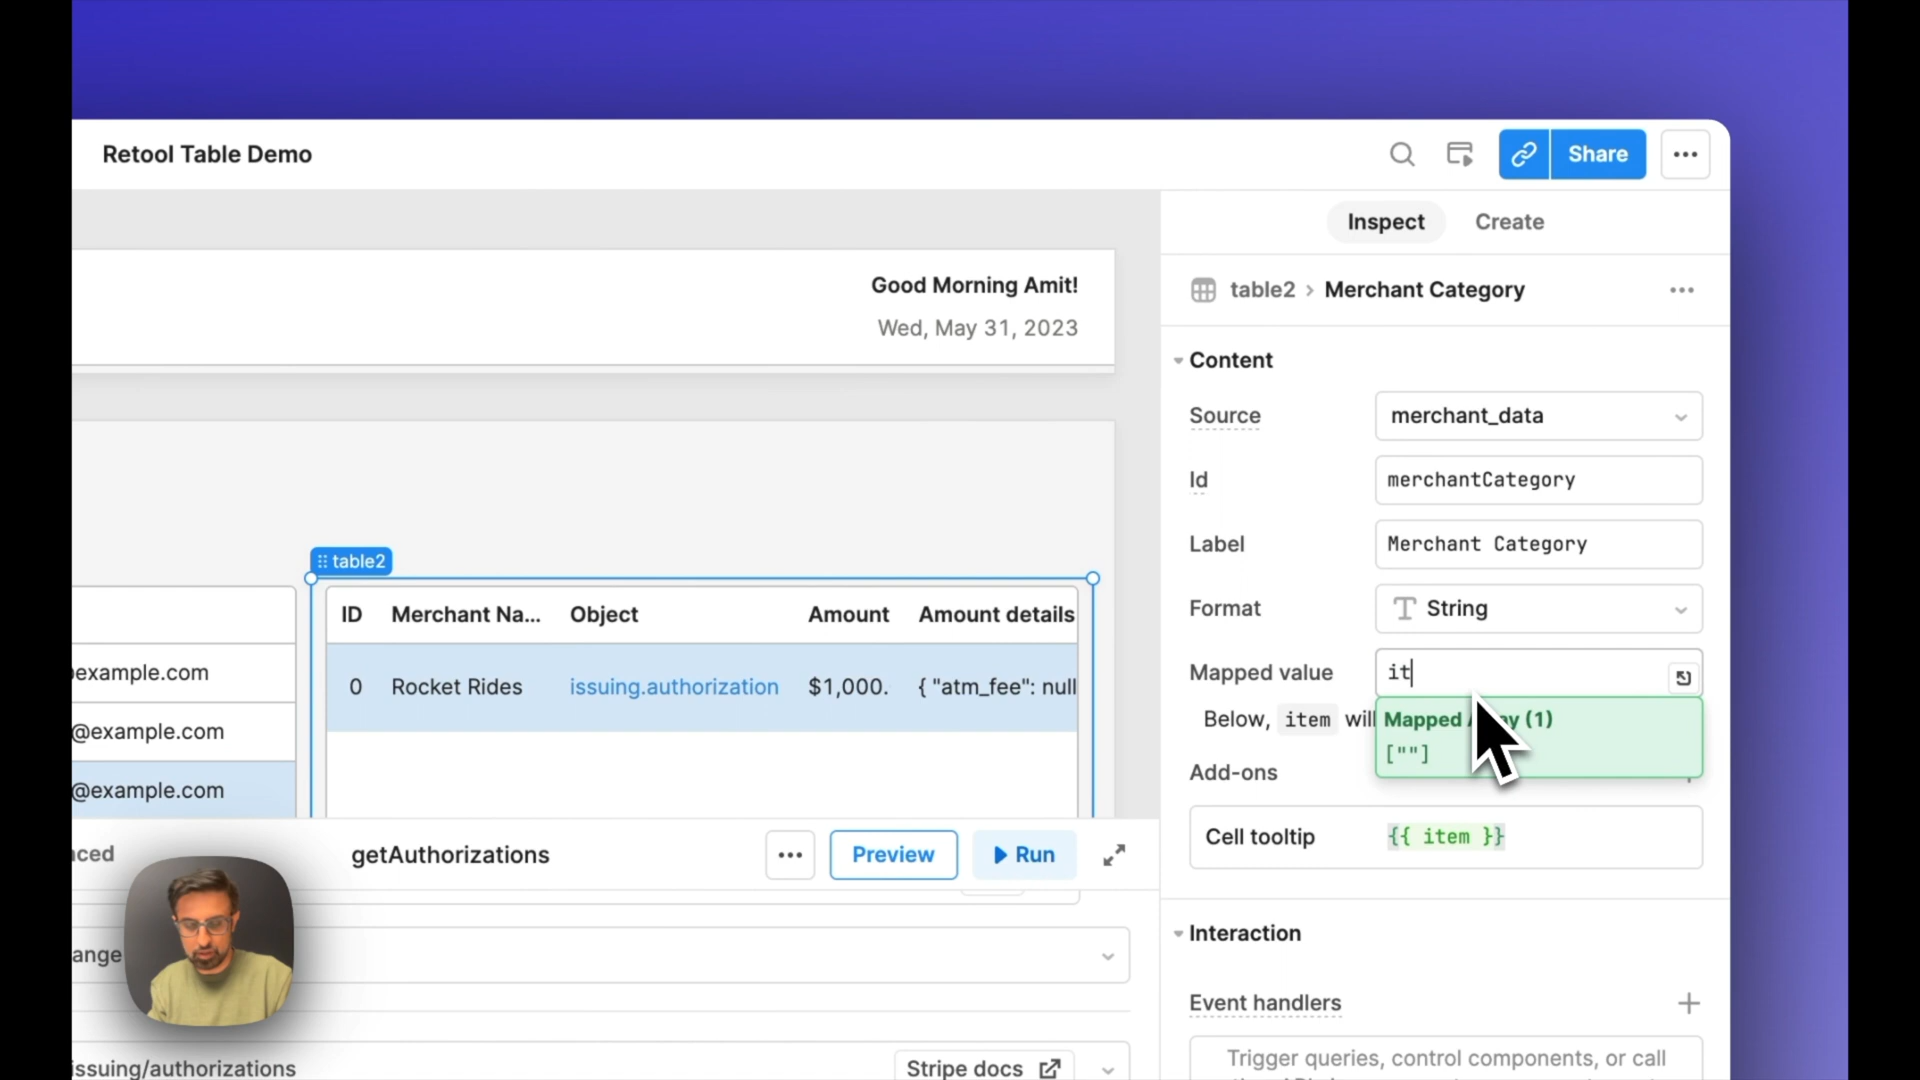 Retool Table Demo
Share
Inspect
Create
Good Morning Amit!
Wed, May 31, 2023
table2 › Merchant Category
Content
Source
merchant_data
Id
merchantCategory
Label
Merchant Category
Format
String
Mapped value
it
Below, item will
Mapped
(1)
[""]
Add-ons
Cell tooltip
{{ item }}
Interaction
Event handlers
Trigger queries, control components, or call
table2
ID
Merchant Na...
Object
Amount
Amount details
0
Rocket Rides
issuing.authorization
$1,000.
{ "atm_fee": null
example.com
@example.com
@example.com
getAuthorizations
Preview
Run
issuing/authorizations
Stripe docs